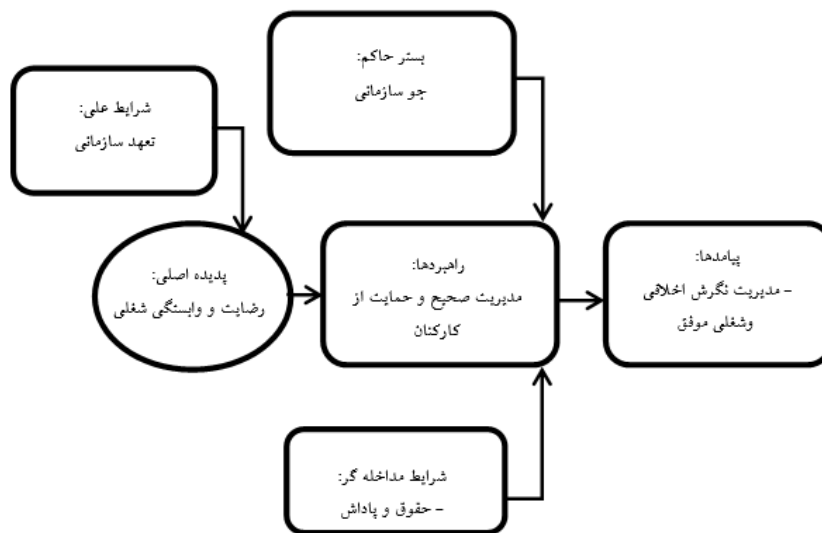 بستر حاکم:
جو سازمانی
شرایط علی:
تعهد سازمانی
پدیده اصلی:
رضایت و وابستگی شغلی
راهبردها:
مدیریت صحیح و حمایت از
کارکنان
پیامدها:
- مدیریت نگرش اخلاقی
وشغلی موفق
شرایط مداخله گر:
- حقوق و پاداش